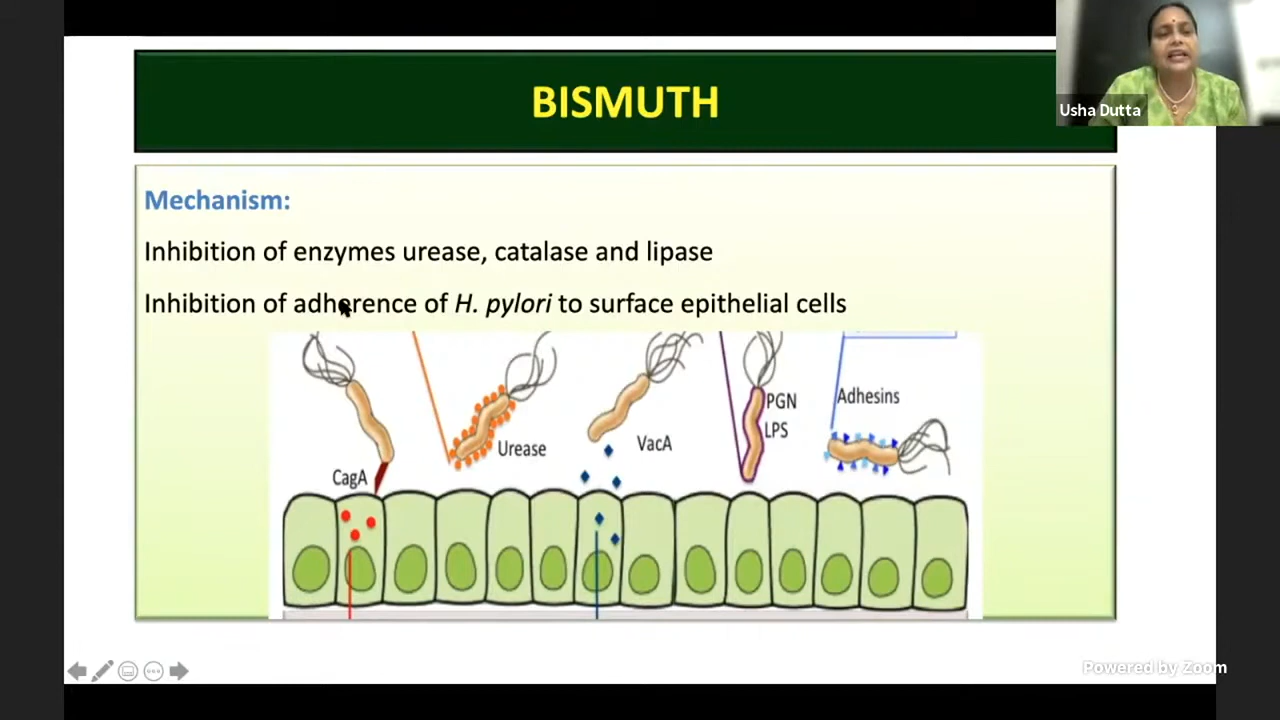 BISMUTH
Usha Dutta
Mechanism:
Inhibition of enzymes urease, catalase and lipase
Inhibition of adherence of H. pylori to surface epithelial cells
CagA
Urease
VacA
PGN
LPS
Adhesins
Powered by Zoom